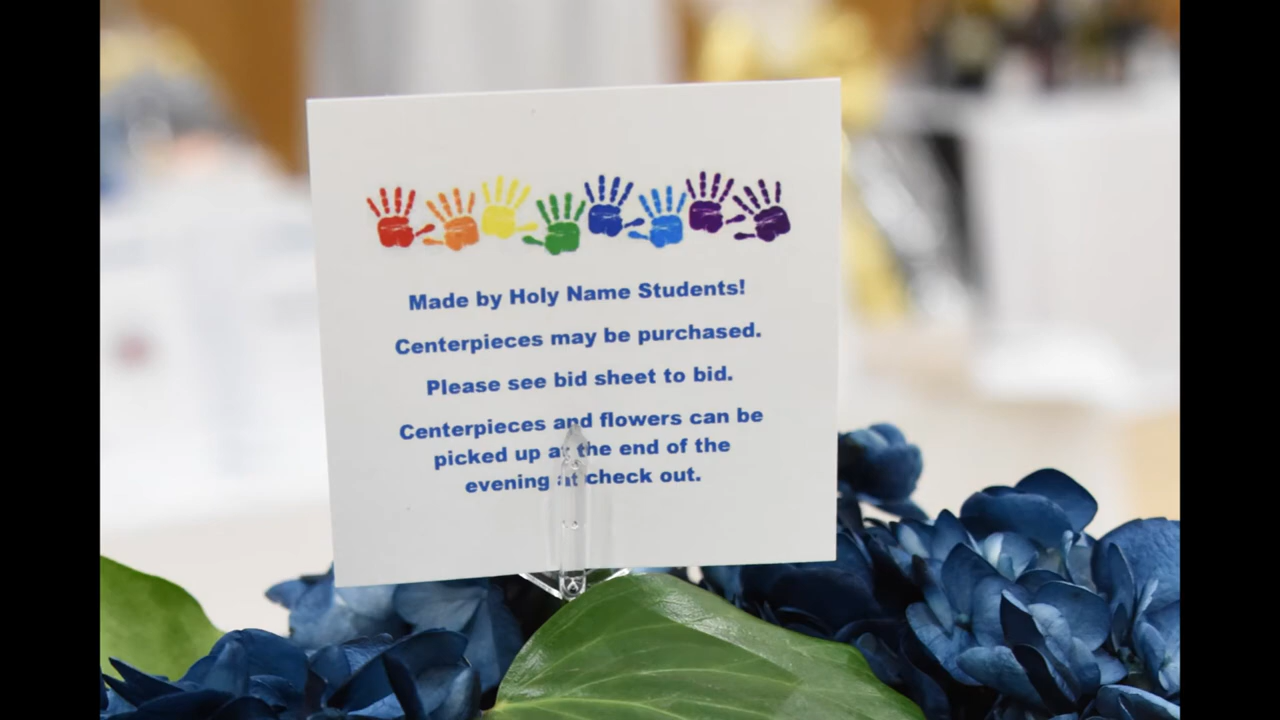 Made by Holy Name Students!
Centerpieces may be purchased.
Please see bid sheet to bid.
Centerpieces and flowers can be
picked up at the end of the
evening at check out.